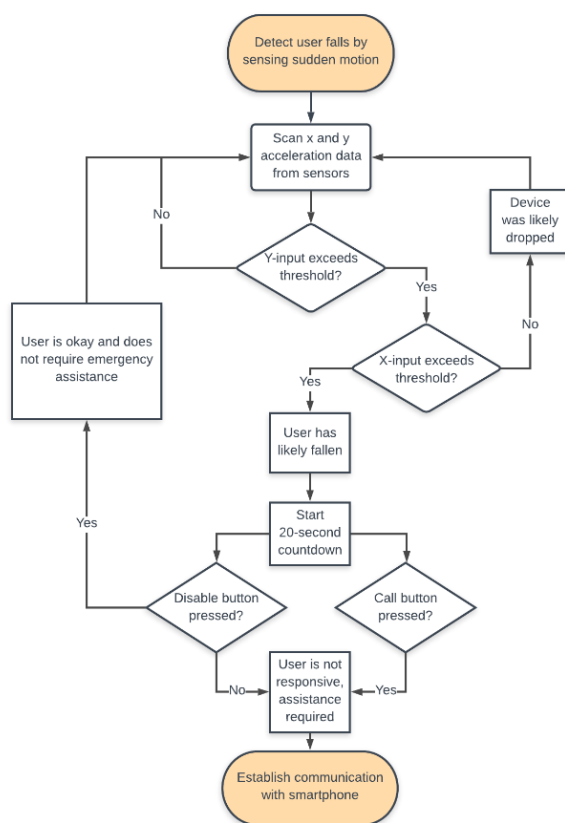 Detect user falls by
sensing sudden motion
Scan x and y
acceleration data
from sensors
No
Device
was likely
dropped
Y-input exceeds
threshold?
Yes
No
User is okay and does
not require emergency
assistance
X-input exceeds
threshold?
Yes
User has
likely fallen
Start
20-second
countdown
Yes
Disable button
pressed?
Call button
pressed?
User is not
responsive,
assistance
required
No
Yes
Establish communication
with smartphone